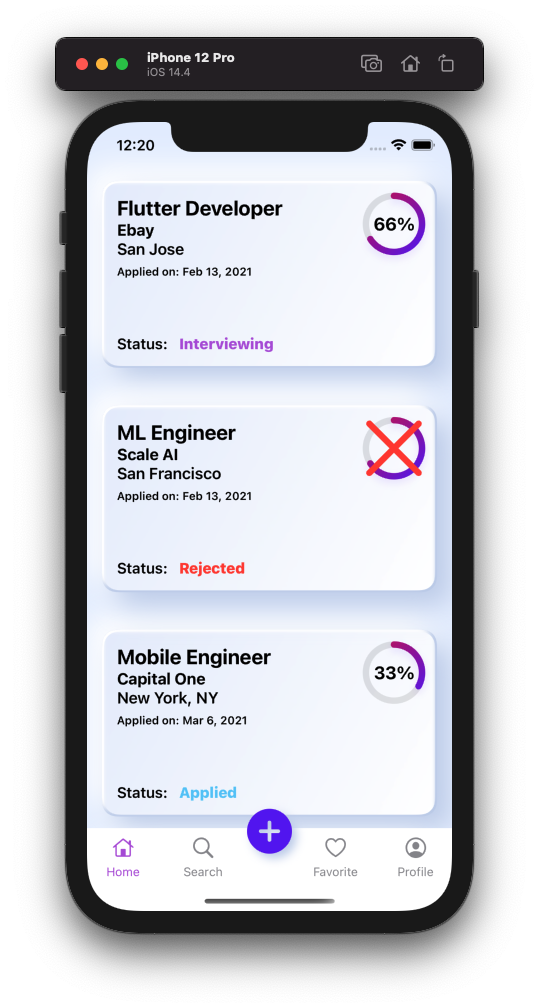 iPhone 12 Pro
iOS 14.4
12:20
Flutter Developer
66%
Ebay
San Jose
Applied on: Feb 13, 2021
Status: Interviewing
ML Engineer
Scale AI
San Francisco
Applied on: Feb 13, 2021
Status: Rejected
Mobile Engineer
33%
Capital One
New York, NY
Applied on: Mar 6, 2021
Status: Applied
Home Search Favorite Profile